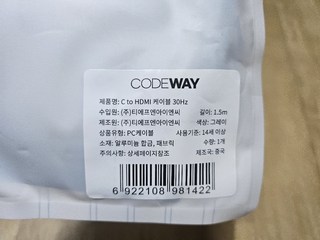 CODEWAY
제품명: C to HDMI 케이블 30Hz
수입원: (주)티에프앤아이엔씨 길이: 1.5m
제조원: (주)티에프앤아이엔씨 색상: 그레이
상품유형: PC케이블 사용기준: 14세 이상
소재: 알루미늄 합금, 패브릭 수량: 1개
주의사항: 상세페이지참조 제조국: 중국
6 922108 981422